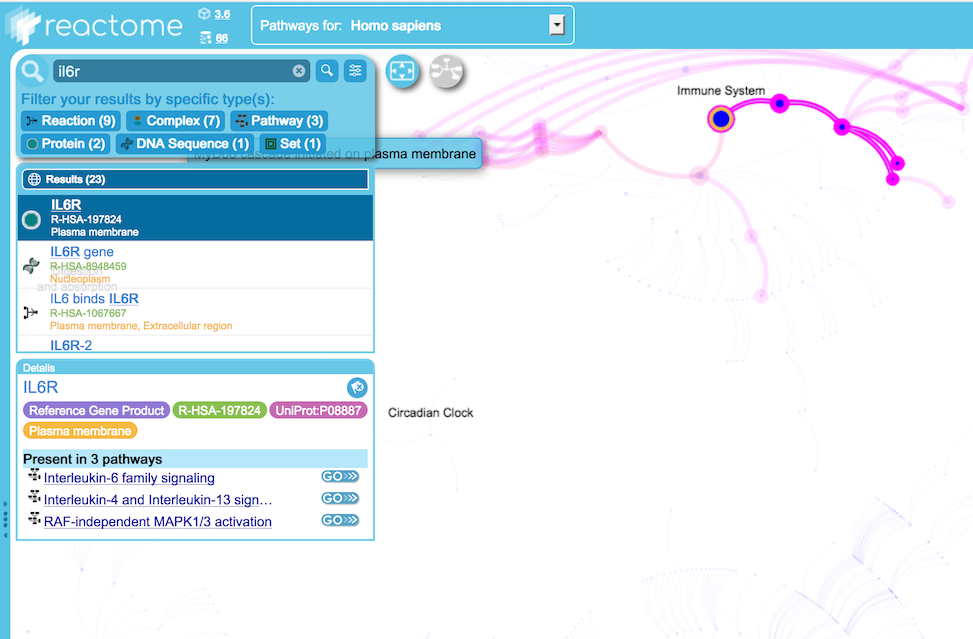 reactome
3.6
66
Pathways for: Homo sapiens
il6r
Filter your results by specific type(s):
Reaction (9) Complex (7) Pathway (3)
Protein (2) DNA Sequence (1) Set (1)
MyD88 cascade initiated on plasma membrane
Immune System
Results (23)
IL6R
R-HSA-197824
Plasma membrane
IL6R gene
R-HSA-8948459
Nucleoplasm
Digestion
and absorption
IL6 binds IL6R
R-HSA-1067667
Plasma membrane, Extracellular region
IL6R-2
Details
IL6R
Reference Gene Product R-HSA-197824 UniProt:P08887
Plasma membrane
Present in 3 pathways
Interleukin-6 family signaling GO
Interleukin-4 and Interleukin-13 sign... GO
RAF-independent MAPK1/3 activation GO
Circadian Clock